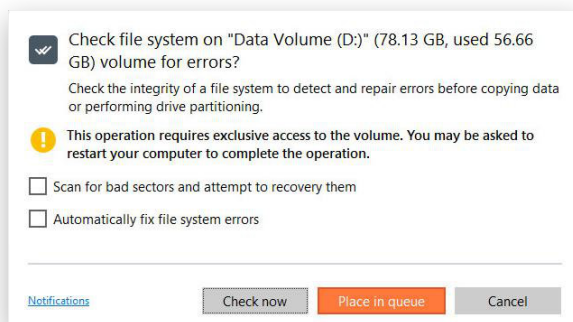 Check file system on "Data Volume (D:)" (78.13 GB, used 56.66
GB) volume for errors?
Check the integrity of a file system to detect and repair errors before copying data
or performing drive partitioning.
This operation requires exclusive access to the volume. You may be asked to
restart your computer to complete the operation.
Scan for bad sectors and attempt to recovery them
Automatically fix file system errors
Notifications
Check now
Place in queue
Cancel